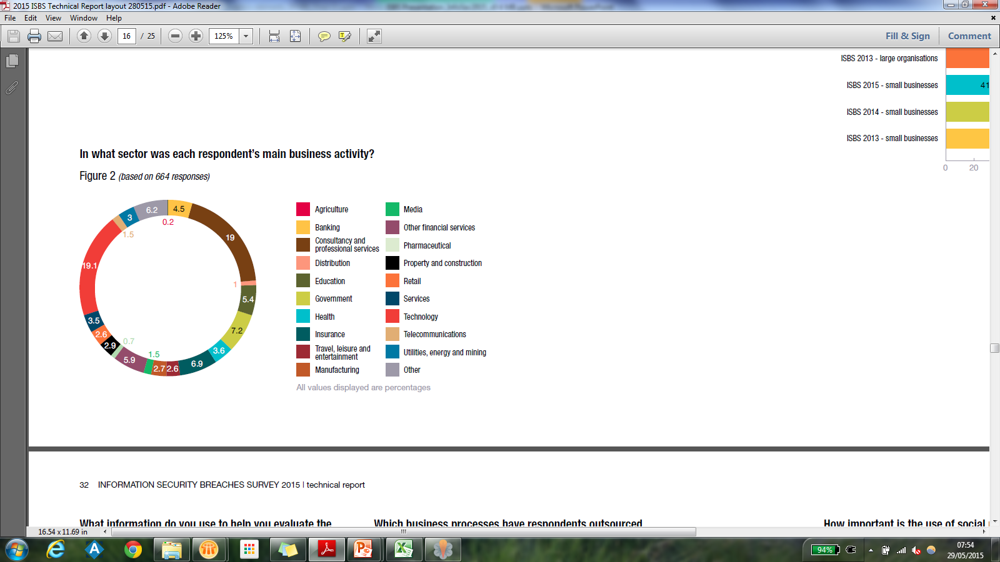 2015 ISBS Technical Report layout 280515.pdf - Adobe Reader
File Edit View Window Help
16 / 25 125% Fill & Sign Comment
ISBS 2013 - large organisations
ISBS 2015 - small businesses 41
ISBS 2014 - small businesses
ISBS 2013 - small businesses
0 20
In what sector was each respondent's main business activity?
Figure 2 (based on 664 responses)
0.2
4.5
19
1
5.4
7.2
3.6
6.9
2.6
2.7
1.5
5.9
0.7
2.9
2.6
3.5
19.1
1.5
3
6.2
Agriculture
Banking
Consultancy and
professional services
Distribution
Education
Government
Health
Insurance
Travel, leisure and
entertainment
Manufacturing
Media
Other financial services
Pharmaceutical
Property and construction
Retail
Services
Technology
Telecommunications
Utilities, energy and mining
Other
All values displayed are percentages
32 INFORMATION SECURITY BREACHES SURVEY 2015 | technical report
What information do you use to help you evaluate the
Which business processes have respondents outsourced
How important is the use of social
16.54 x 11.69 in
94%
07:54
29/05/2015